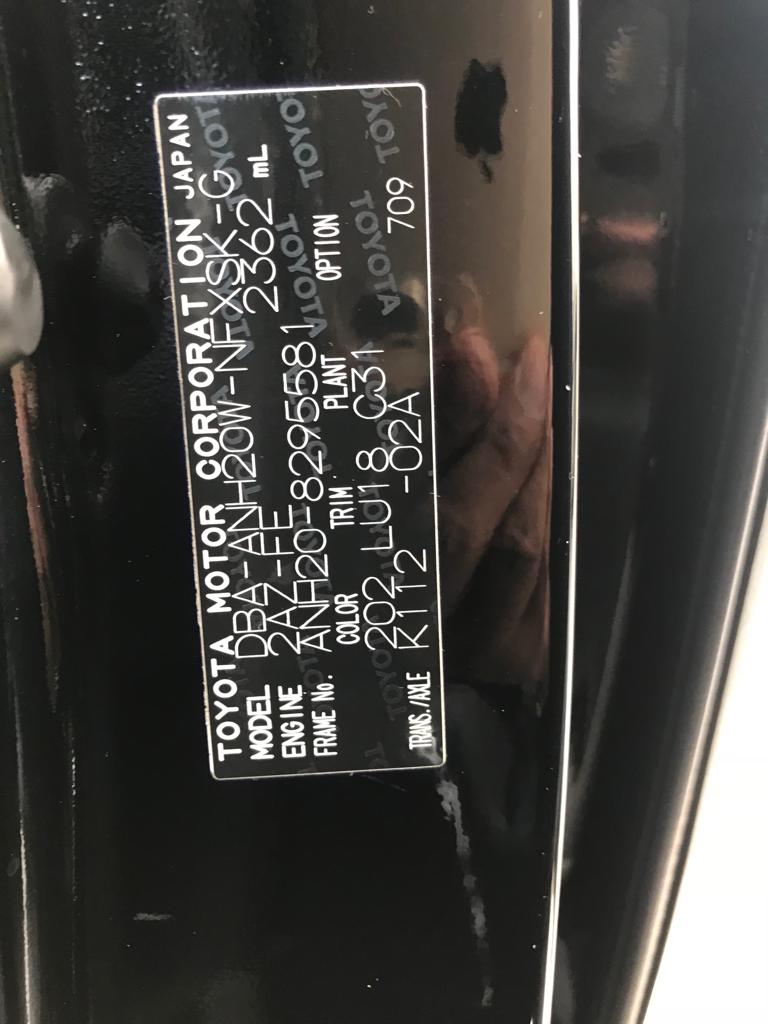 TOYOTA MOTOR CORPORATION JAPAN
MODEL DBA-ANH20W-NFXSK-G
ENGINE 2AZ-FE 2362 mL
FRAME No. ANH20-8295581
COLOR TRIM PLANT OPTION
202 LU18 C31 709
TRANS./AXLE K112 -02A